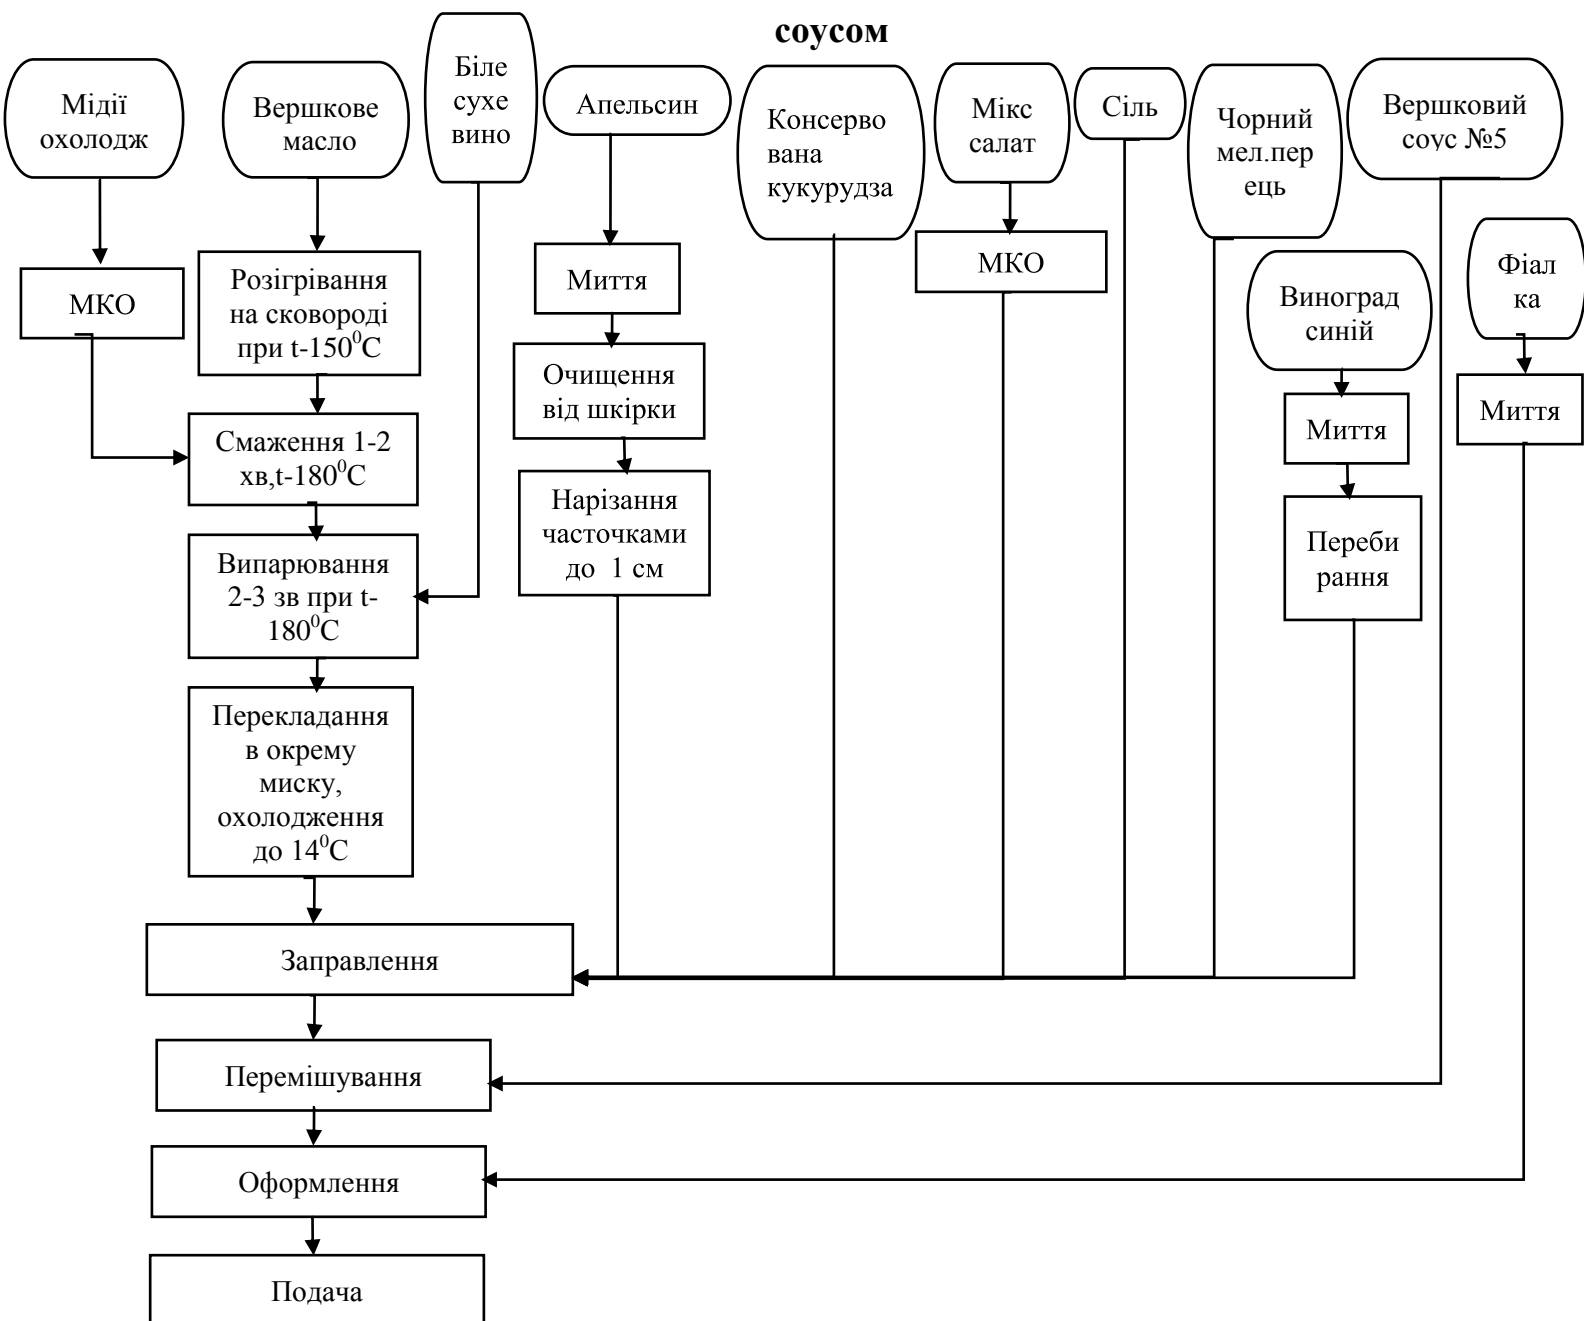 соусом
Мідії
охолодж
Вершкове
масло
Біле
сухе
вино
Апельсин
Консерво
вана
кукурудза
Мікс
салат
Сіль
Чорний
мел.пер
ець
Вершковий
соус №5
МКО
Розігрівання
на сковороді
при t-150⁰С
Миття
МКО
Виноград
синій
Фіал
ка
Очищення
від шкірки
Миття
Миття
Смаження 1-2
хв,t-180⁰С
Нарізання
часточками
до 1 см
Переби
рання
Випарювання
2-3 зв при t-
180⁰С
Перекладання
в окрему
миску,
охолодження
до 14⁰С
Заправлення
Перемішування
Оформлення
Подача